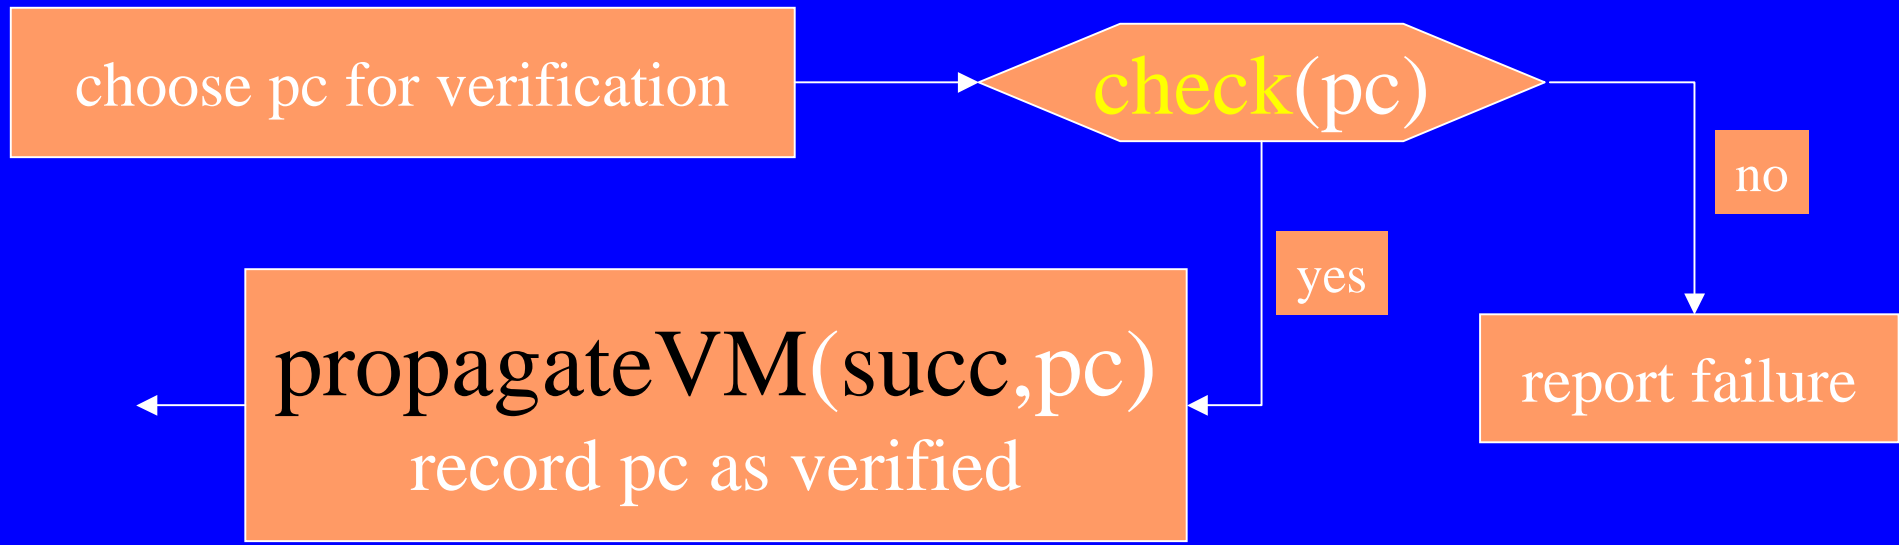 choose pc for verification
check(pc)
no
yes
propagateVM(succ,pc)
record pc as verified
report failure